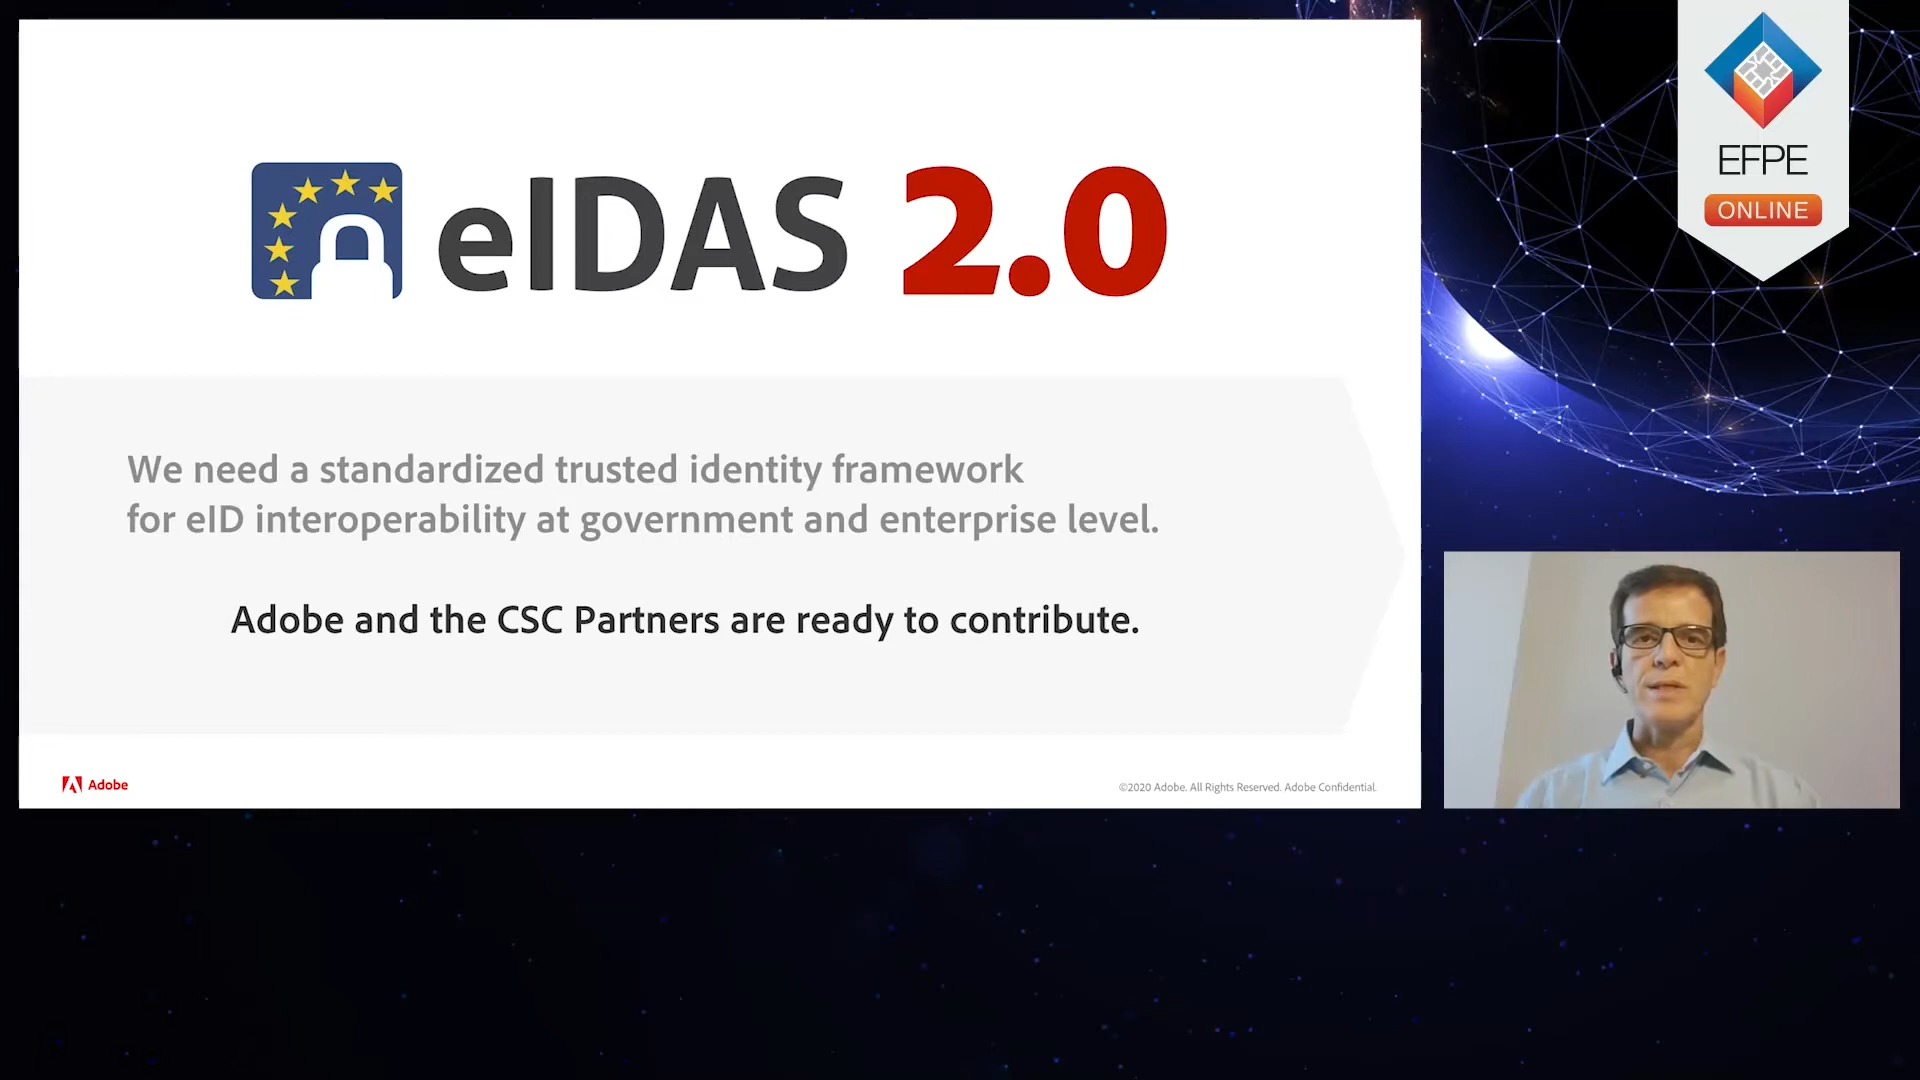 eIDAS 2.0
We need a standardized trusted identity framework
for eID interoperability at government and enterprise level.
Adobe and the CSC Partners are ready to contribute.
Adobe
©2020 Adobe. All Rights Reserved. Adobe Confidential.
EFPE
ONLINE